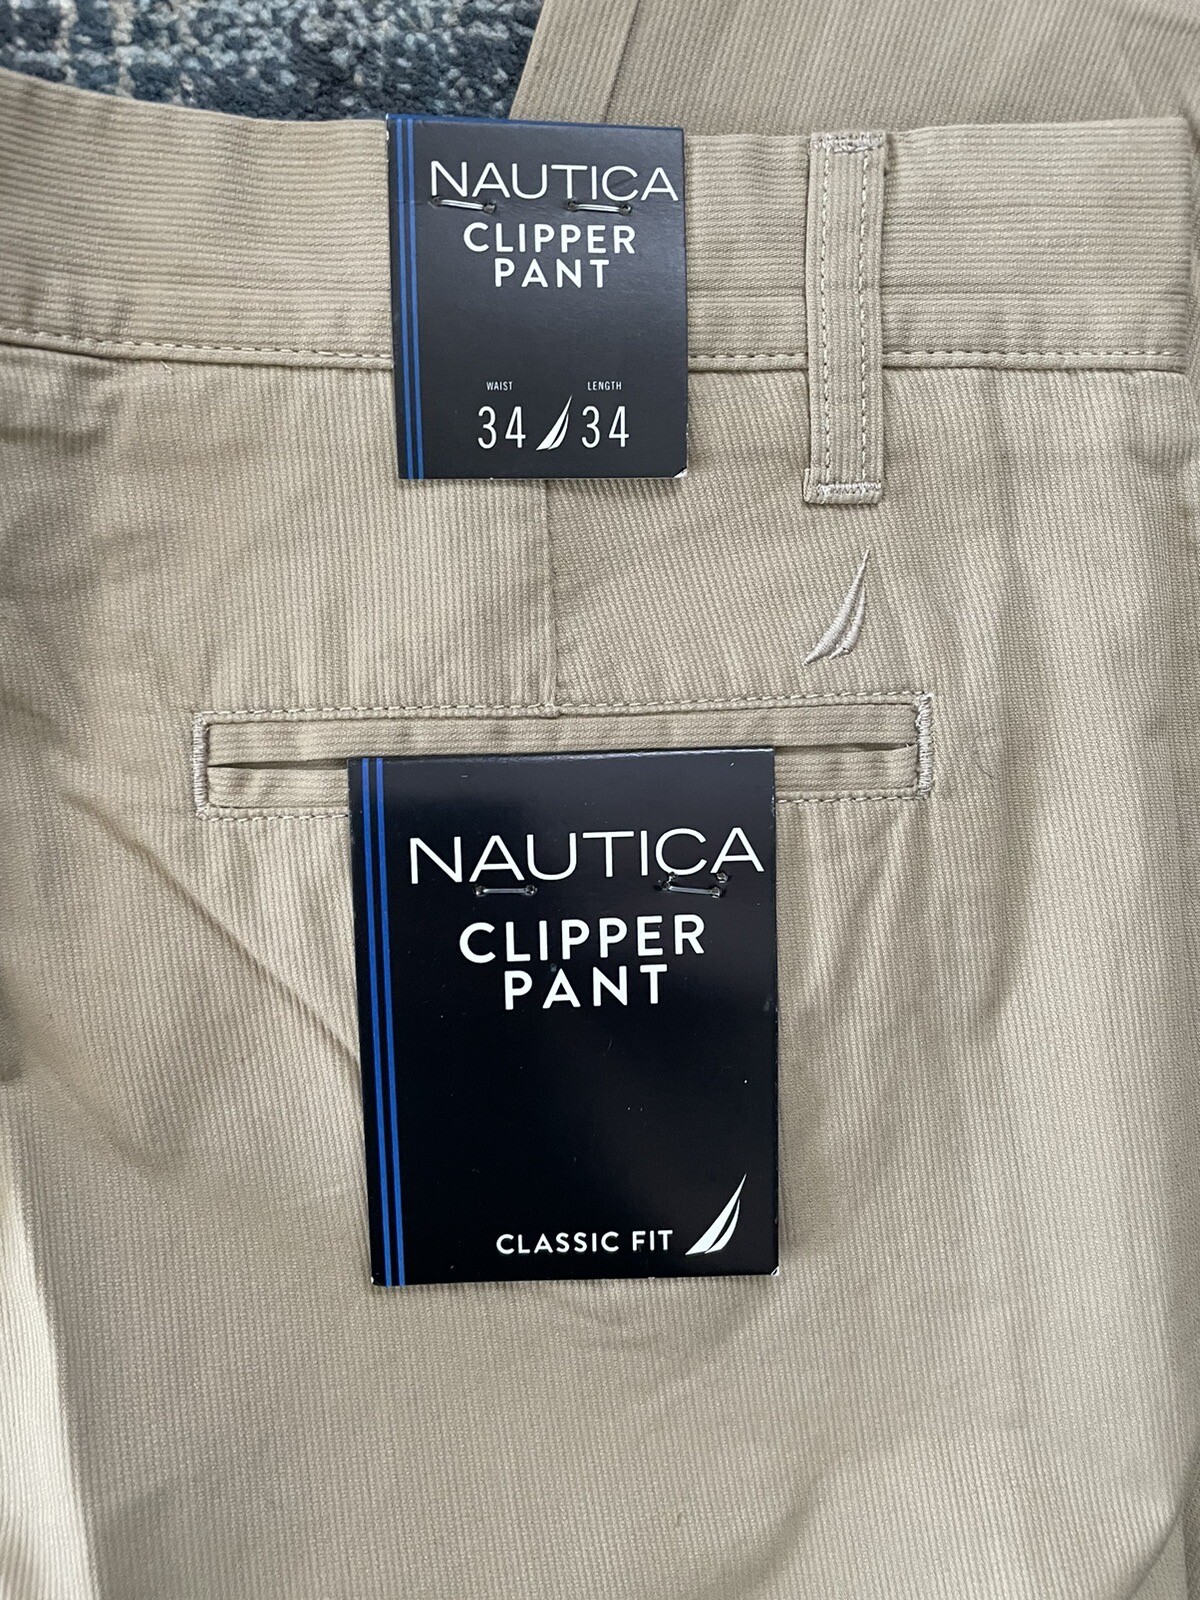 NAUTICA
CLIPPER
PANT
WAIST LENGTH
34 34
NAUTICA
CLIPPER
PANT
CLASSIC FIT